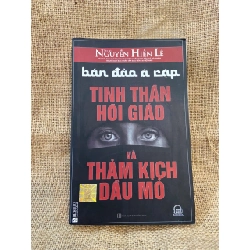 NGUYỄN HIẾN LÊ
bán đảo ả rập
TINH THẦN
HỒI GIÁO
VÀ
THẢM KỊCH
DẦU MỎ